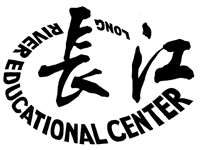 長江
LONG RIVER EDUCATIONAL CENTER